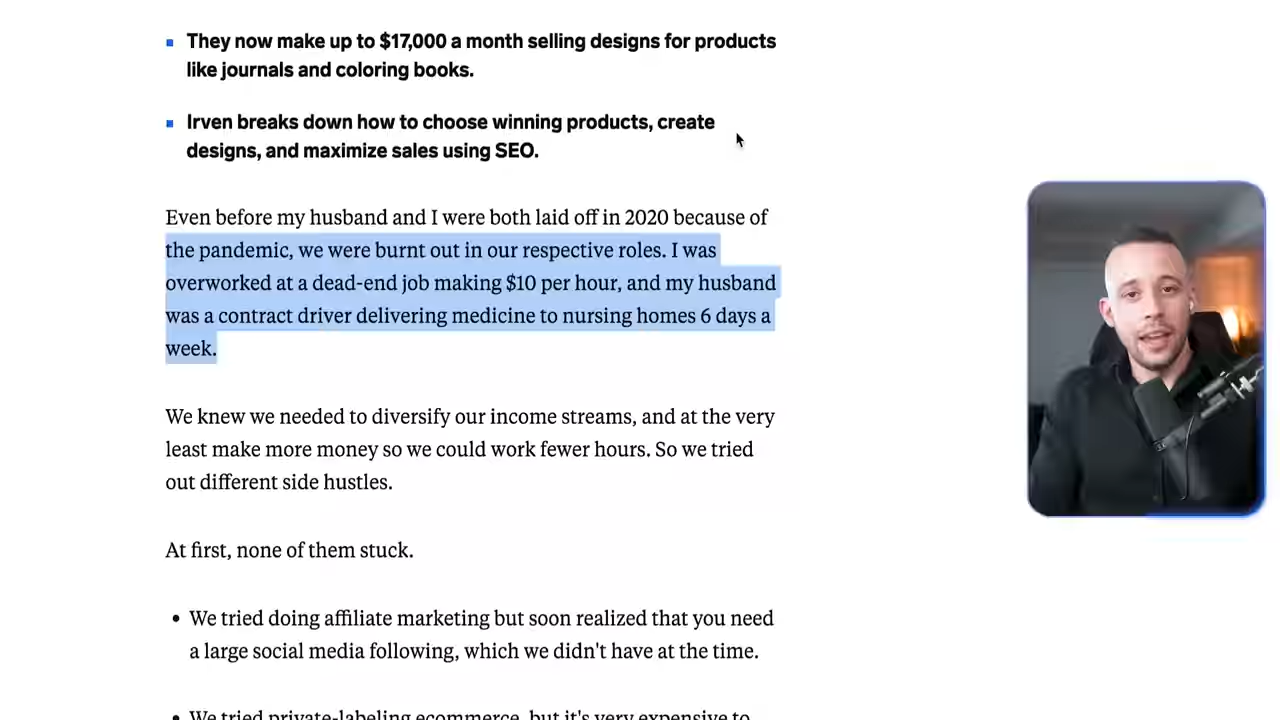 They now make up to $17,000 a month selling designs for products
like journals and coloring books.
Irven breaks down how to choose winning products, create
designs, and maximize sales using SEO.
Even before my husband and I were both laid off in 2020 because of
the pandemic, we were burnt out in our respective roles. I was
overworked at a dead-end job making $10 per hour, and my husband
was a contract driver delivering medicine to nursing homes 6 days a
week.
We knew we needed to diversify our income streams, and at the very
least make more money so we could work fewer hours. So we tried
out different side hustles.
At first, none of them stuck.
• We tried doing affiliate marketing but soon realized that you need
a large social media following, which we didn't have at the time.
• We tried private-labeling ecommerce, but it's very expensive to